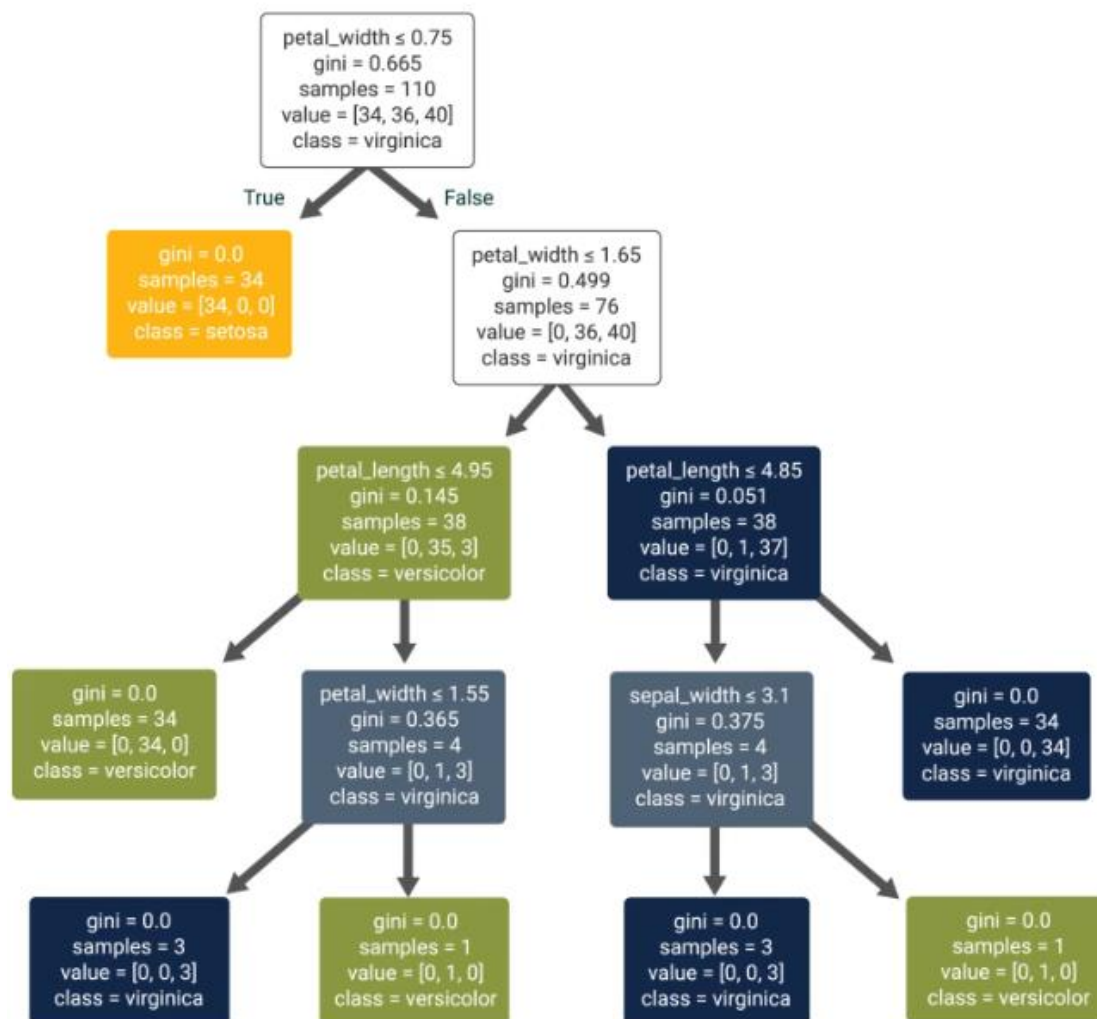 petal_width ≤ 0.75
gini = 0.665
samples = 110
value = [34, 36, 40]
class = virginica
True
False
gini = 0.0
samples = 34
value = [34, 0, 0]
class = setosa
petal_width ≤ 1.65
gini = 0.499
samples = 76
value = [0, 36, 40]
class = virginica
petal_length ≤ 4.95
gini = 0.145
samples = 38
value = [0, 35, 3]
class = versicolor
petal_length ≤ 4.85
gini = 0.051
samples = 38
value = [0, 1, 37]
class = virginica
gini = 0.0
samples = 34
value = [0, 34, 0]
class = versicolor
petal_width ≤ 1.55
gini = 0.365
samples = 4
value = [0, 1, 3]
class = virginica
sepal_width ≤ 3.1
gini = 0.375
samples = 4
value = [0, 1, 3]
class = virginica
gini = 0.0
samples = 34
value = [0, 0, 34]
class = virginica
gini = 0.0
samples = 3
value = [0, 0, 3]
class = virginica
gini = 0.0
samples = 1
value = [0, 1, 0]
class = versicolor
gini = 0.0
samples = 3
value = [0, 0, 3]
class = virginica
gini = 0.0
samples = 1
value = [0, 1, 0]
class = versicolor